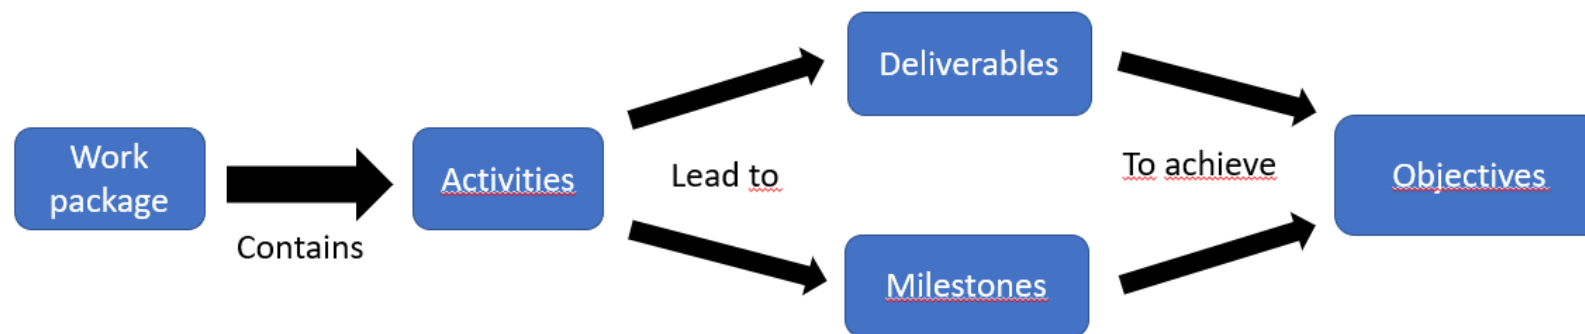 Work
package
Contains
Activities
Lead to
Deliverables
Milestones
To achieve
Objectives